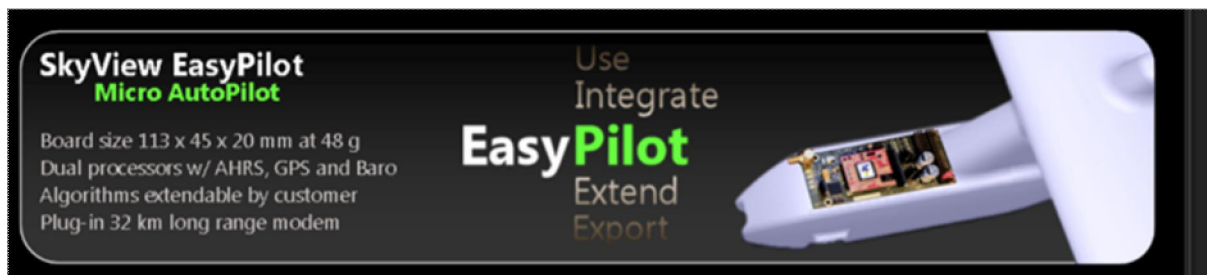 SkyView EasyPilot
Micro AutoPilot
Board size 113 x 45 x 20 mm at 48 g
Dual processors w/ AHRS, GPS and Baro
Algorithms extendable by customer
Plug-in 32 km long range modem
Use
Integrate
EasyPilot
Extend
Export